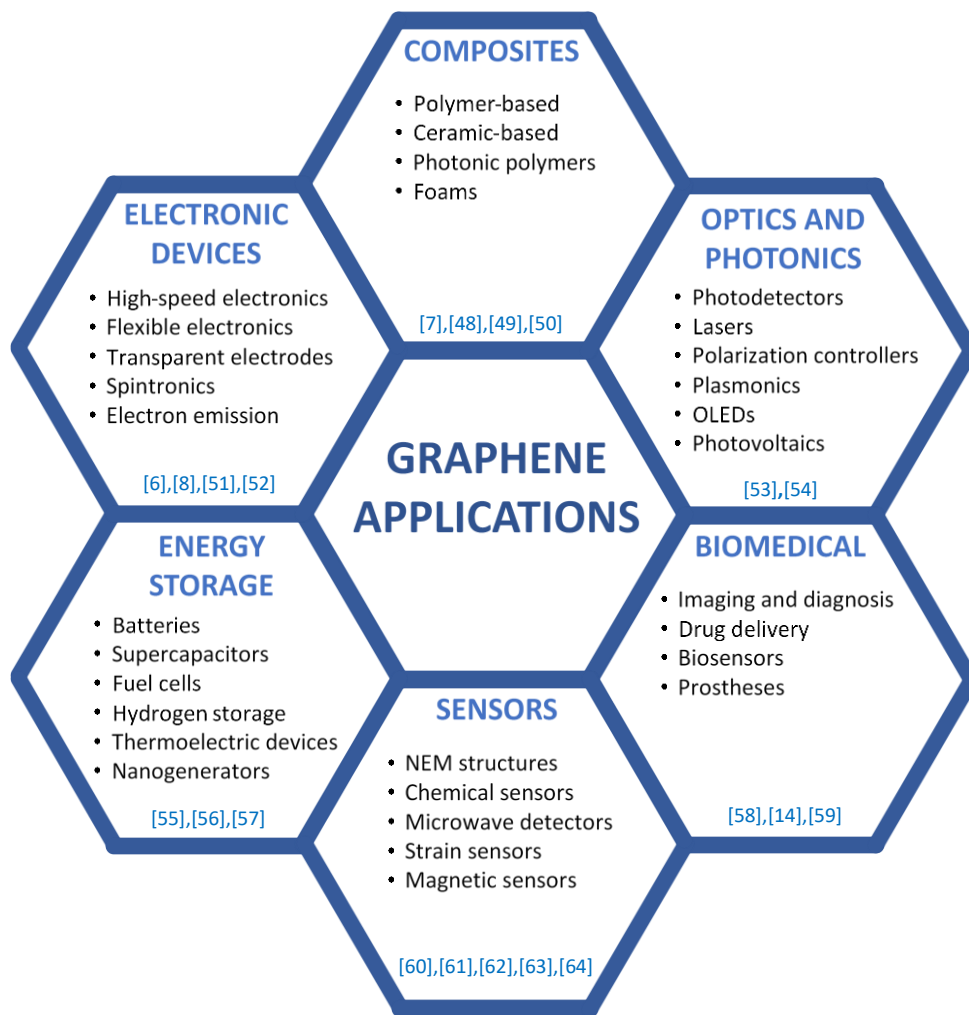 COMPOSITES
• Polymer-based
• Ceramic-based
• Photonic polymers
• Foams
[7],[48],[49],[50]
ELECTRONIC
DEVICES
• High-speed electronics
• Flexible electronics
• Transparent electrodes
• Spintronics
• Electron emission
[6],[8],[51],[52]
OPTICS AND
PHOTONICS
• Photodetectors
• Lasers
• Polarization controllers
• Plasmonics
• OLEDs
• Photovoltaics
[53],[54]
GRAPHENE
APPLICATIONS
ENERGY
STORAGE
• Batteries
• Supercapacitors
• Fuel cells
• Hydrogen storage
• Thermoelectric devices
• Nanogenerators
[55],[56],[57]
BIOMEDICAL
• Imaging and diagnosis
• Drug delivery
• Biosensors
• Prostheses
[58],[14],[59]
SENSORS
• NEM structures
• Chemical sensors
• Microwave detectors
• Strain sensors
• Magnetic sensors
[60],[61],[62],[63],[64]